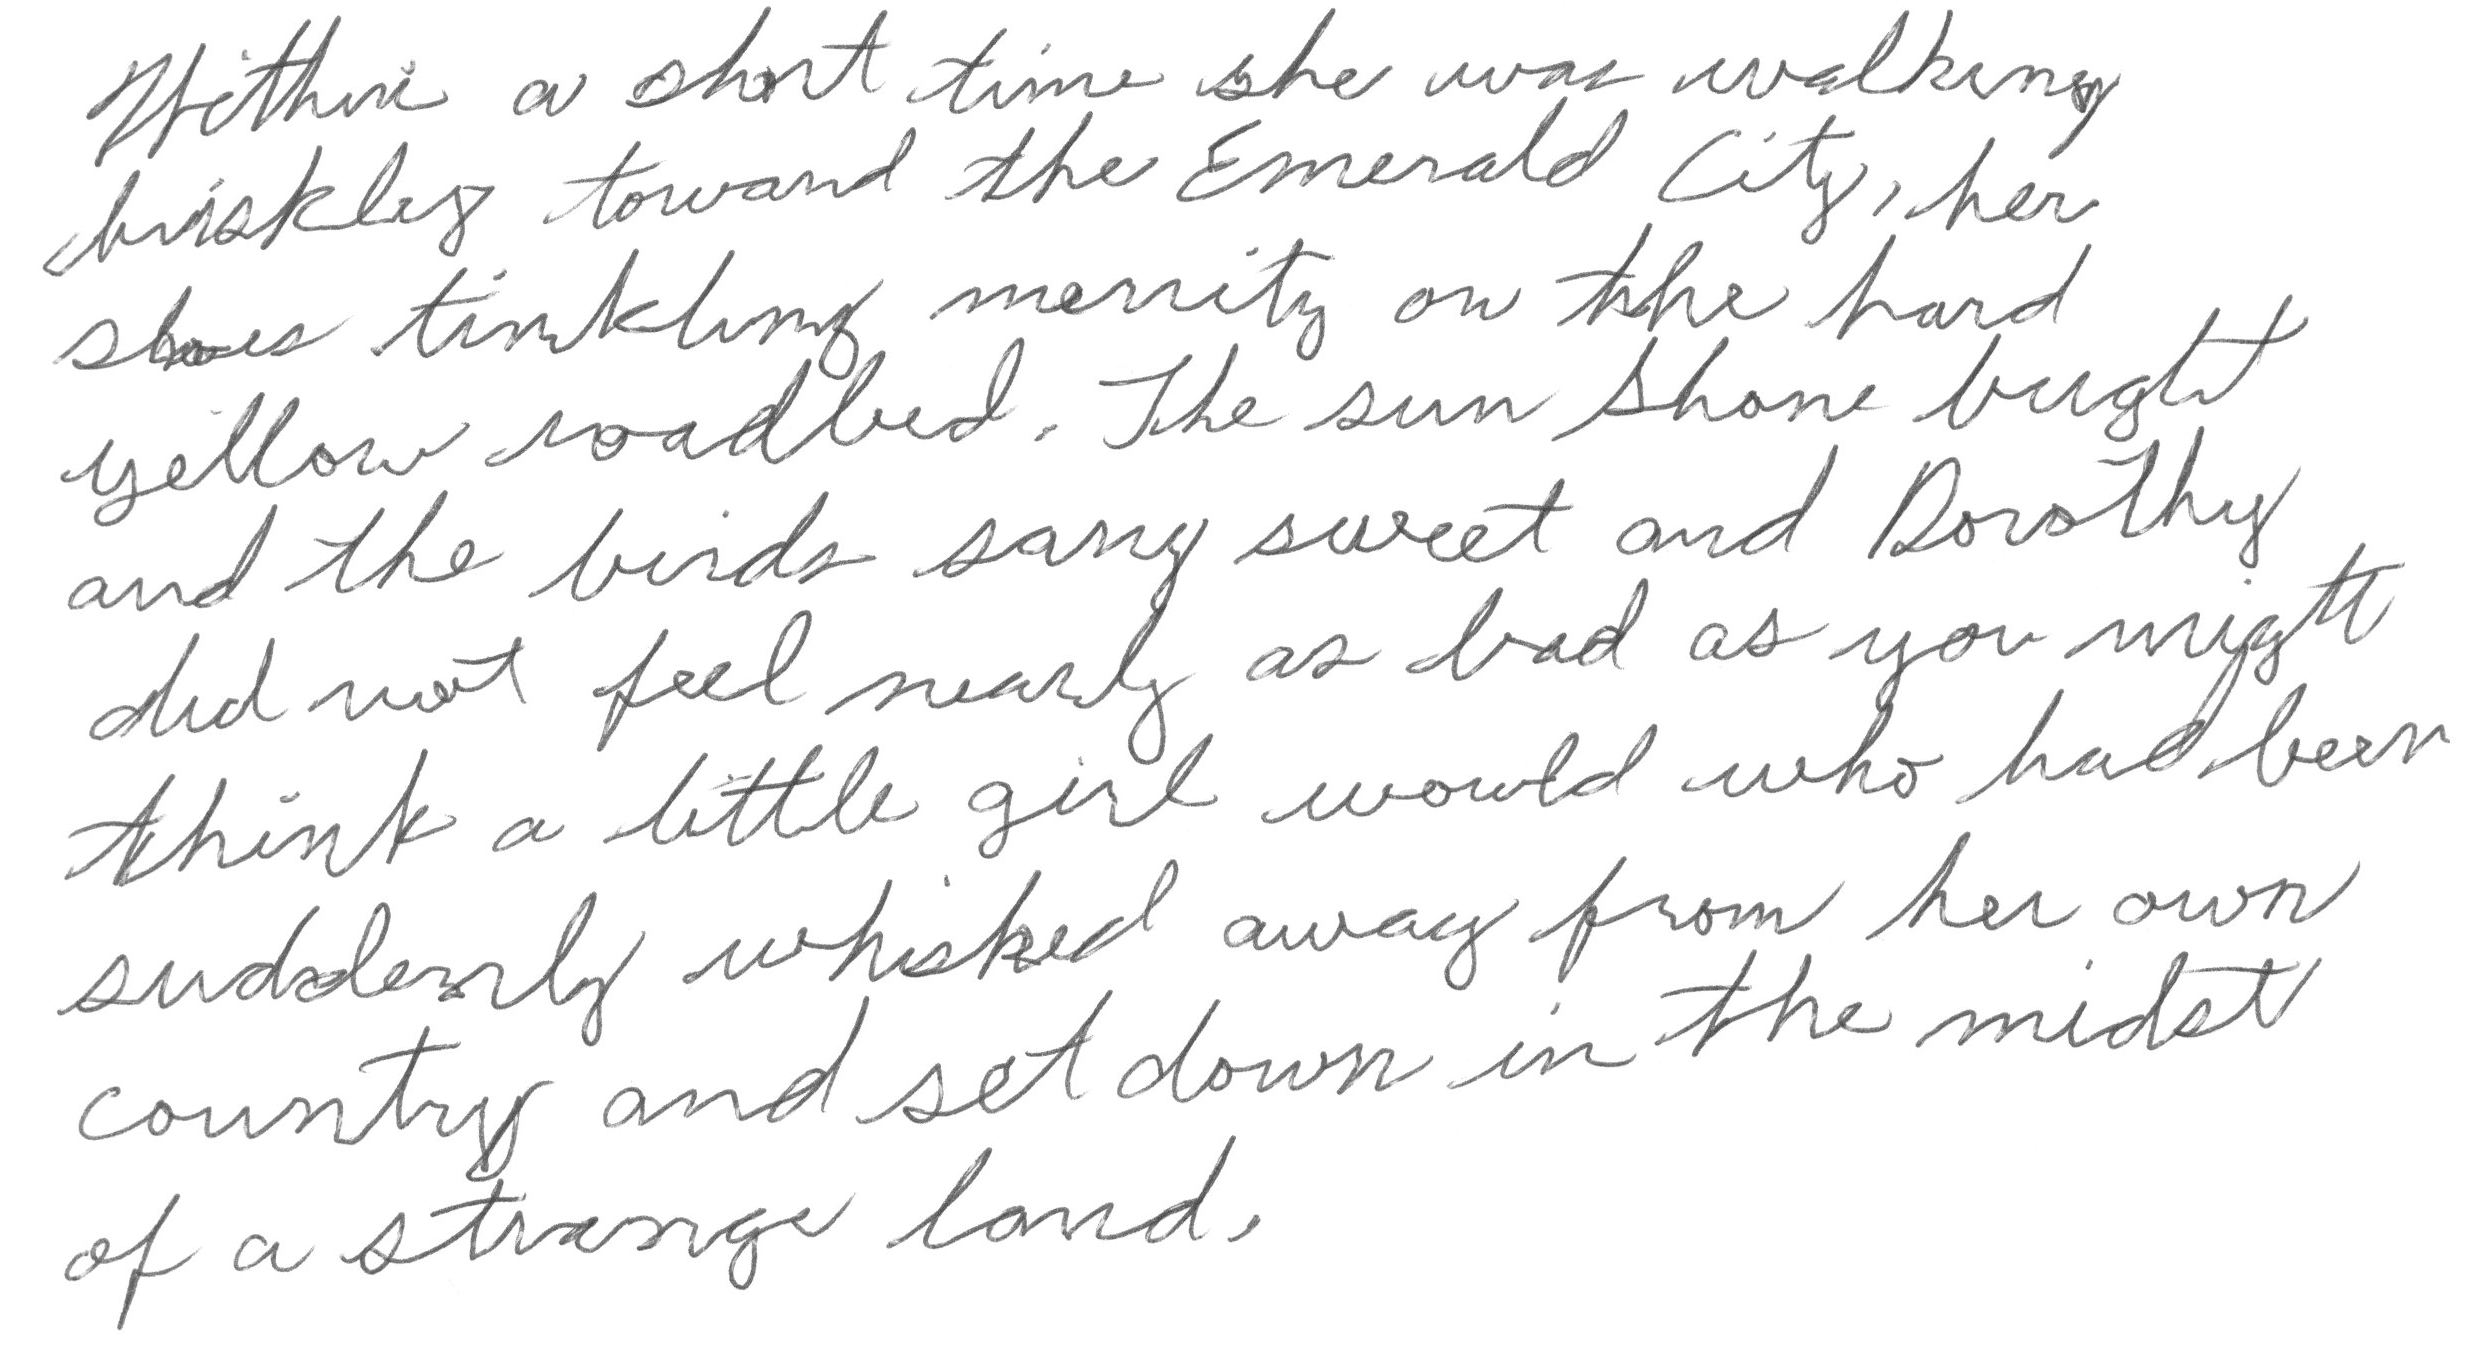 Within a short time she was walking
briskly toward the Emerald City, her
shoes tinkling merrily on the hard
yellow roadbed. The sun shone bright
and the birds sang sweet and Dorothy
did not feel nearly as bad as you might
think a little girl would who had been
suddenly whisked away from her own
country and set down in the midst
of a strange land.